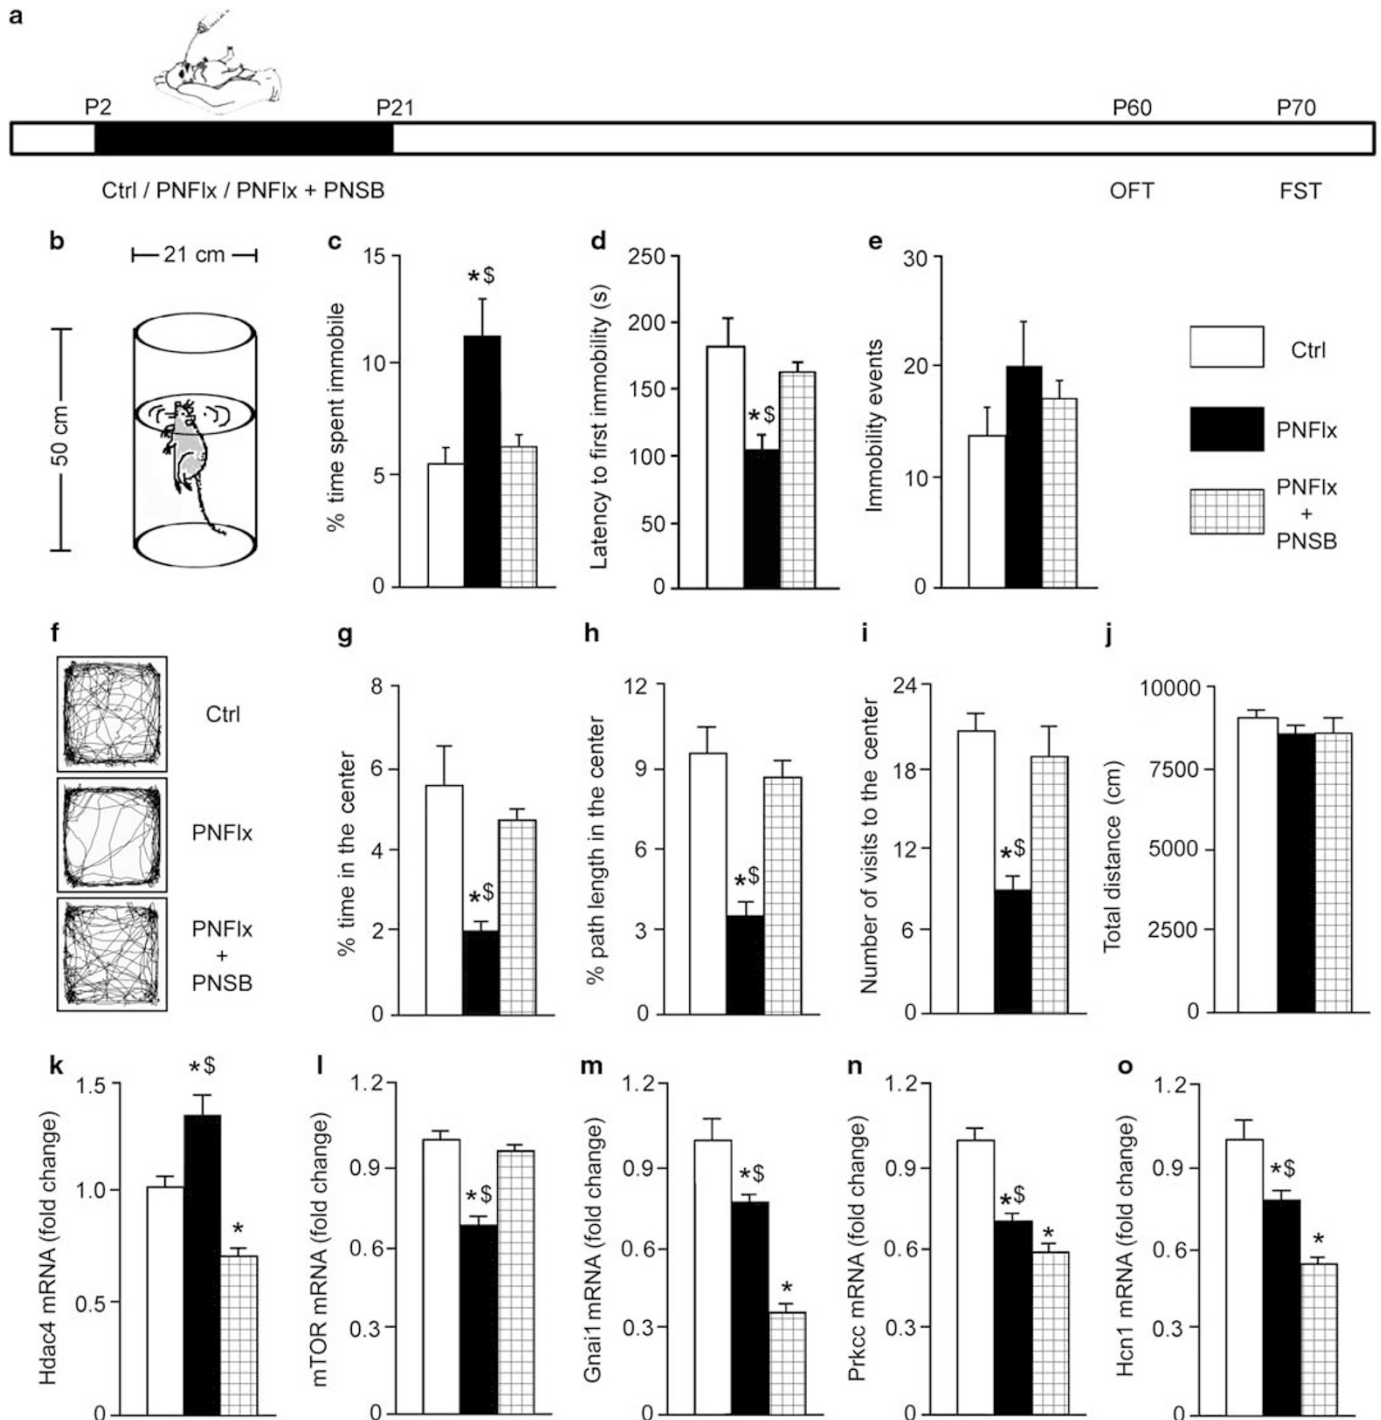 a
P2
P21
P60
P70
Ctrl / PNFlx / PNFlx + PNSB
OFT
FST
b
21 cm
50 cm
c
% time spent immobile
15
10
5
0
*$
d
Latency to first immobility (s)
250
200
150
100
50
0
*$
e
Immobility events
30
20
10
0
Ctrl
PNFlx
PNFlx
+
PNSB
f
Ctrl
PNFlx
PNFlx
+
PNSB
g
% time in the center
8
6
4
2
0
*$
h
% path length in the center
12
9
6
3
0
*$
i
Number of visits to the center
24
18
12
6
0
*$
j
Total distance (cm)
10000
7500
5000
2500
0
k
Hdac4 mRNA (fold change)
1.5
1.0
0.5
0
*$
*
l
mTOR mRNA (fold change)
1.2
0.9
0.6
0.3
0
*$
m
Gnai1 mRNA (fold change)
1.2
0.9
0.6
0.3
0
*$
*
n
Prkcc mRNA (fold change)
1.2
0.9
0.6
0.3
0
*$
*
o
Hcn1 mRNA (fold change)
1.2
0.9
0.6
0.3
0
*$
*